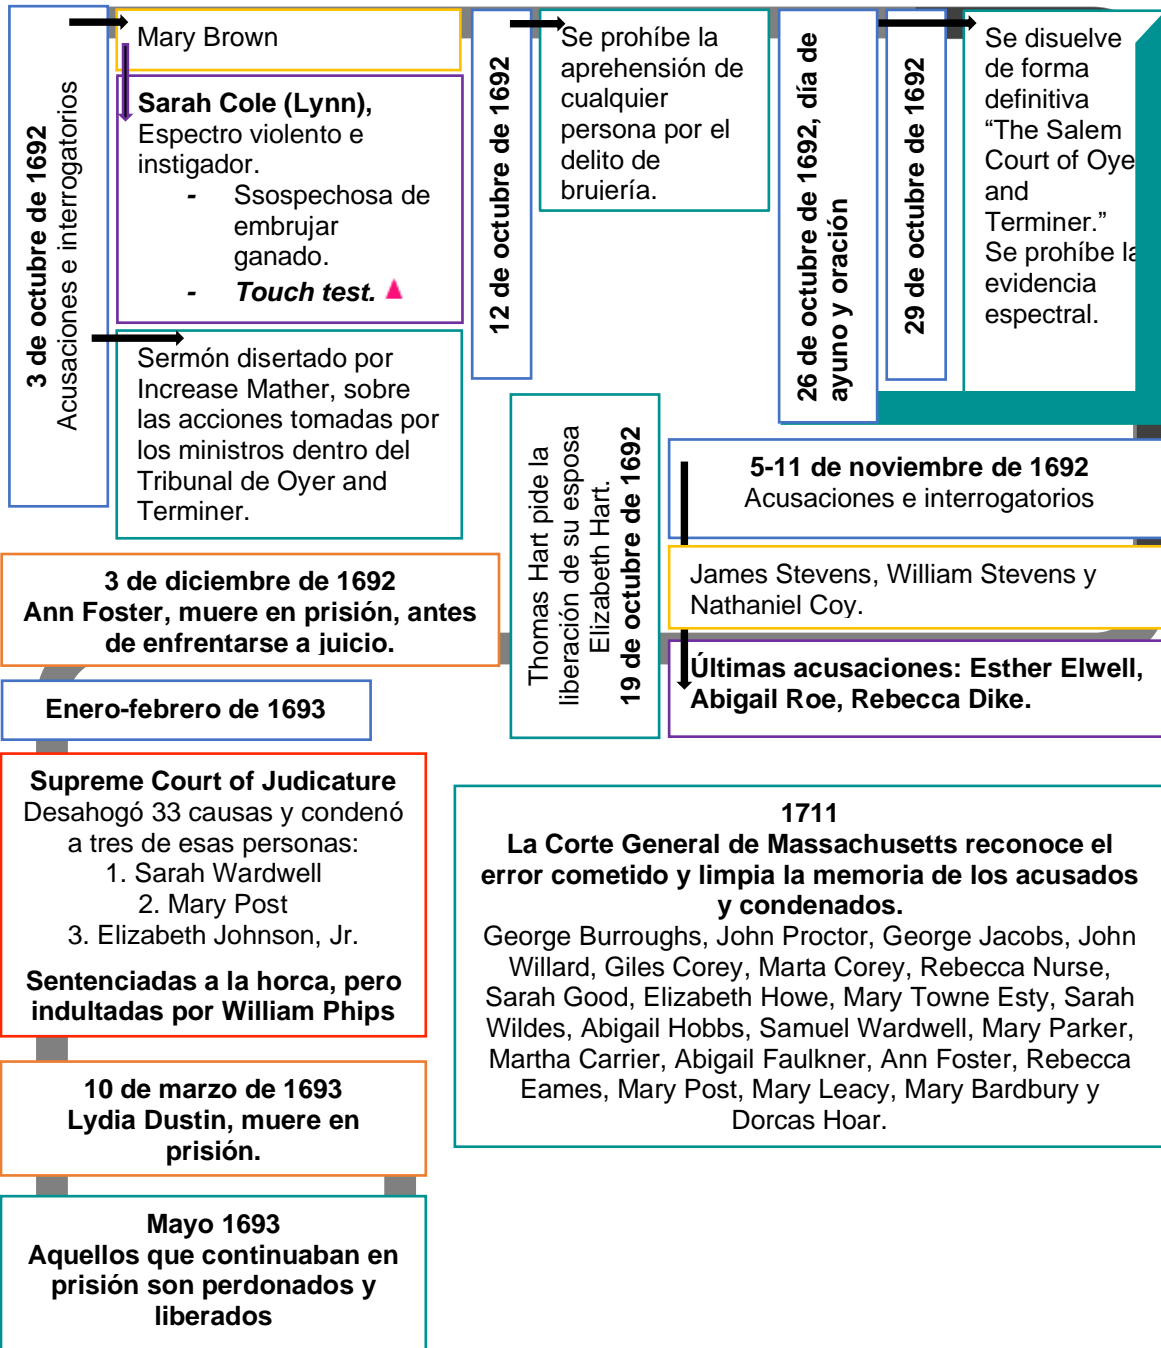 3 de octubre de 1692
Acusaciones e interrogatorios
Mary Brown
Sarah Cole (Lynn),
Espectro violento e
instigador.
- Ssospechosa de
embrujar
ganado.
- Touch test.
Sermón disertado por
Increase Mather, sobre
las acciones tomadas por
los ministros dentro del
Tribunal de Oyer and
Terminer.
12 de octubre de 1692
Se prohíbe la
aprehensión de
cualquier
persona por el
delito de
brujería.
Thomas Hart pide la
liberación de su esposa
Elizabeth Hart.
19 de octubre de 1692
26 de octubre de 1692, día de
ayuno y oración
29 de octubre de 1692
Se disuelve
de forma
definitiva
“The Salem
Court of Oye
and
Terminer.”
Se prohíbe la
evidencia
espectral.
5-11 de noviembre de 1692
Acusaciones e interrogatorios
James Stevens, William Stevens y
Nathaniel Coy.
Últimas acusaciones: Esther Elwell,
Abigail Roe, Rebecca Dike.
3 de diciembre de 1692
Ann Foster, muere en prisión, antes
de enfrentarse a juicio.
Enero-febrero de 1693
Supreme Court of Judicature
Desahogó 33 causas y condenó
a tres de esas personas:
1. Sarah Wardwell
2. Mary Post
3. Elizabeth Johnson, Jr.
Sentenciadas a la horca, pero
indultadas por William Phips
10 de marzo de 1693
Lydia Dustin, muere en
prisión.
Mayo 1693
Aquellos que continuaban en
prisión son perdonados y
liberados
1711
La Corte General de Massachusetts reconoce el
error cometido y limpia la memoria de los acusados
y condenados.
George Burroughs, John Proctor, George Jacobs, John
Willard, Giles Corey, Marta Corey, Rebecca Nurse,
Sarah Good, Elizabeth Howe, Mary Towne Esty, Sarah
Wildes, Abigail Hobbs, Samuel Wardwell, Mary Parker,
Martha Carrier, Abigail Faulkner, Ann Foster, Rebecca
Eames, Mary Post, Mary Leacy, Mary Bardbury y
Dorcas Hoar.